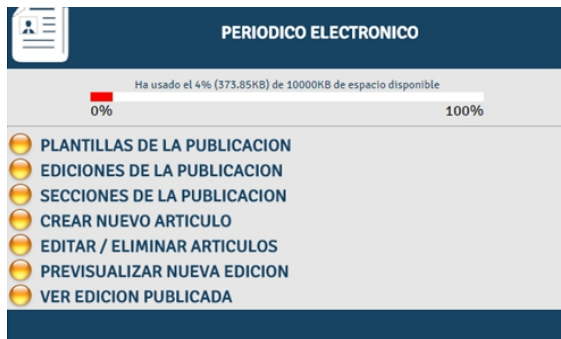 PERIODICO ELECTRONICO
Ha usado el 4% (373.85KB) de 10000KB de espacio disponible
0% 100%
PLANTILLAS DE LA PUBLICACION
EDICIONES DE LA PUBLICACION
SECCIONES DE LA PUBLICACION
CREAR NUEVO ARTICULO
EDITAR / ELIMINAR ARTICULOS
PREVISUALIZAR NUEVA EDICION
VER EDICION PUBLICADA